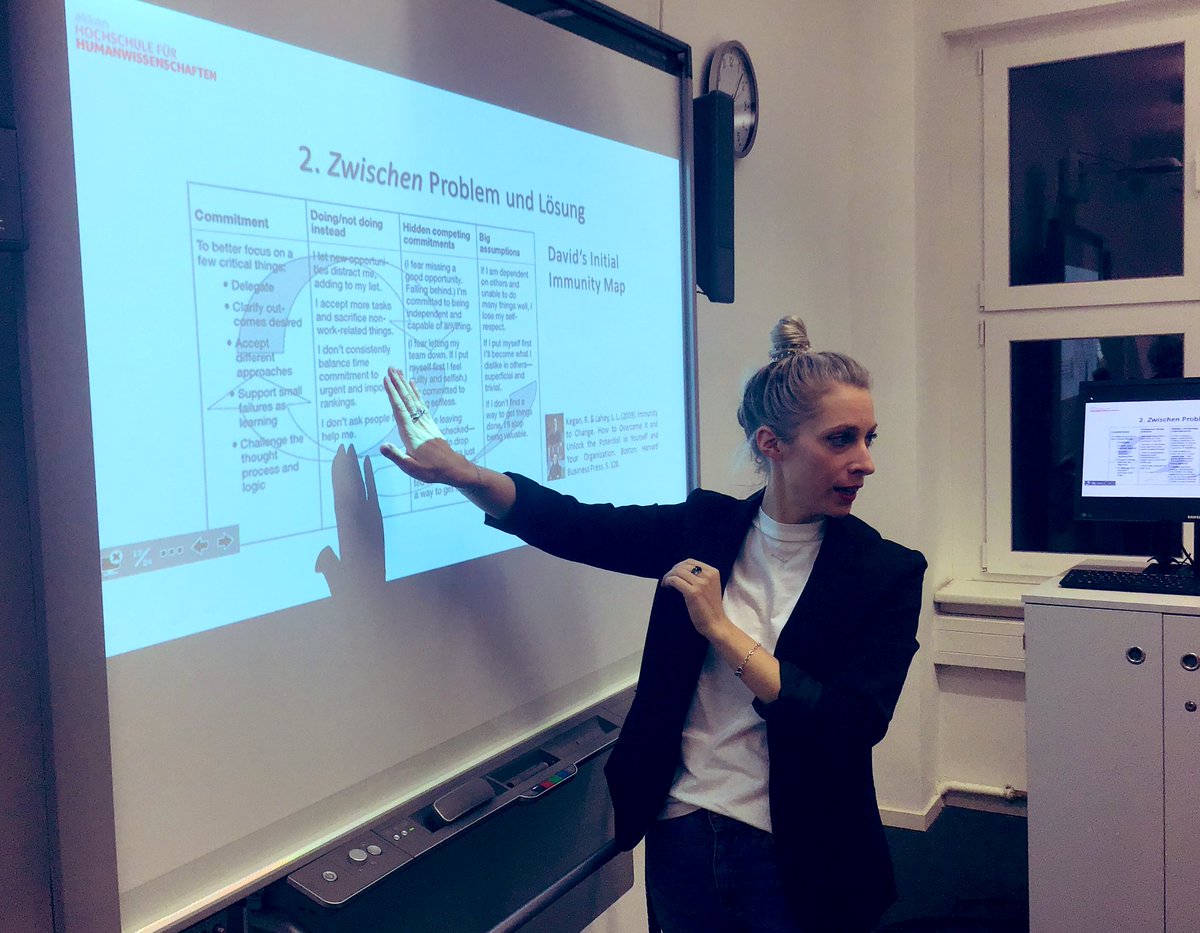 akkon
HOCHSCHULE FÜR
HUMANWISSENSCHAFTEN
2. Zwischen Problem und Lösung
Commitment
To better focus on a
few critical things:
• Delegate
• Clarify out-
comes desired
• Accept
different
approaches
• Support small
failures as
learning
• Challenge the
thought
process and
logic
Doing/not doing
instead
I let new opportuni-
ties distract me,
adding to my list.
I accept more tasks
and sacrifice non-
work-related things.
I don't consistently
balance time
commitment to
urgent and
rankings.
I don't ask people
help me.
Hidden competing
commitments
(I fear missing a
good opportunity.
Falling behind.) I'm
committed to being
independent and
capable of anything.
(I fear letting my
team down. If I put
myself first I feel
guilty and selfish.)
committed to
selfless.
leaving
drop
just
a way to get
Big
assumptions
If I am dependent
on others and
unable to do
many things well, I
lose my self-
respect.
If I put myself first
I'll become what I
dislike in others—
superficial and
trivial.
If I don't find a
way to get things
done, I'll stop
being valuable.
David's Initial
Immunity Map
Kegan, R. & Lahey, L. L. (2009). Immunity
to Change. How to Overcome it and
Unlock the Potential in Yourself and
Your Organization. Boston: Harvard
Business Press. S. 128.
2. Zwischen Probl